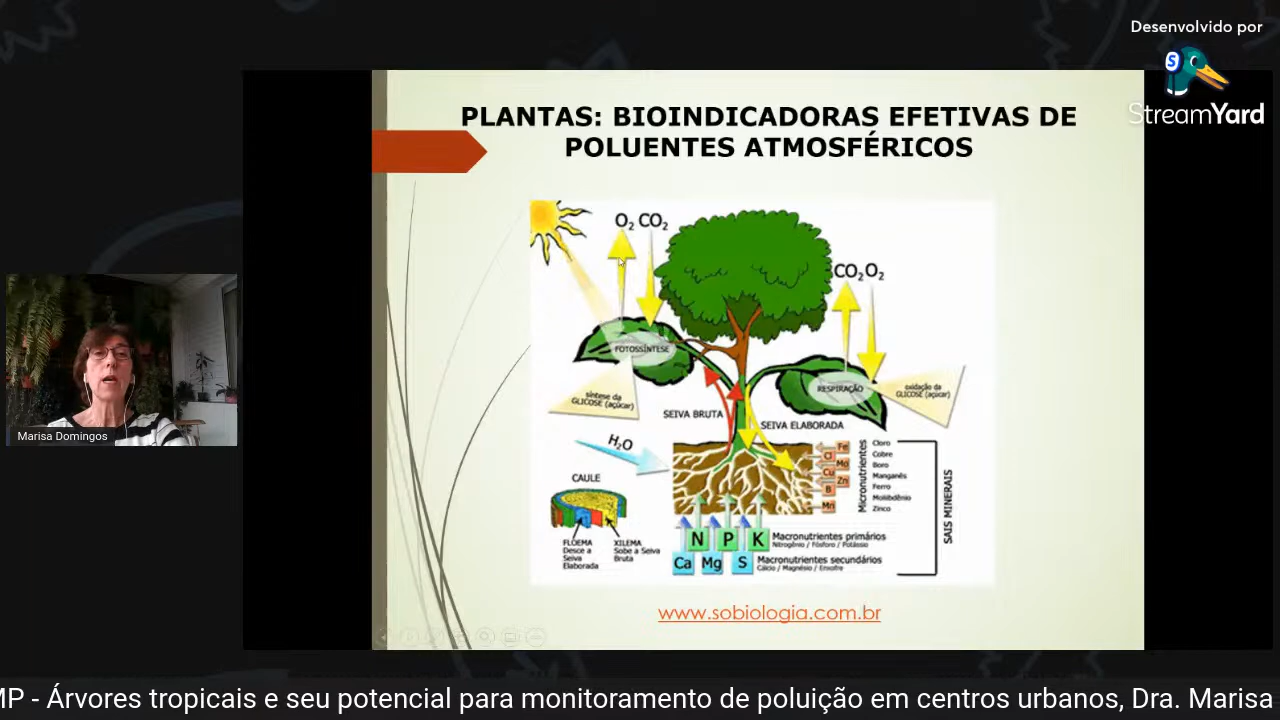 Desenvolvido por
StreamYard
PLANTAS: BIOINDICADORAS EFETIVAS DE
POLUENTES ATMOSFÉRICOS
O2 CO2
CO2 O2
FOTOSSÍNTESE
RESPIRAÇÃO
síntese da
GLICOSE (açúcar)
oxidação da
GLICOSE (açúcar)
SEIVA BRUTA
SEIVA ELABORADA
H2O
CAULE
FLOEMA
Desce a
Seiva
Elaborada
XILEMA
Sobe a Seiva
Bruta
Fe
Cl
Mo
Cu
Zn
B
Mn
Micronutrientes
Cloro
Cobre
Boro
Manganês
Ferro
Molibdênio
Zinco
SAIS MINERAIS
N P K
Macronutrientes primários
Nitrogênio / Fósforo / Potássio
Ca Mg S
Macronutrientes secundários
Cálcio / Magnésio / Enxofre
www.sobiologia.com.br
Marisa Domingos
MP - Árvores tropicais e seu potencial para monitoramento de poluição em centros urbanos, Dra. Marisa